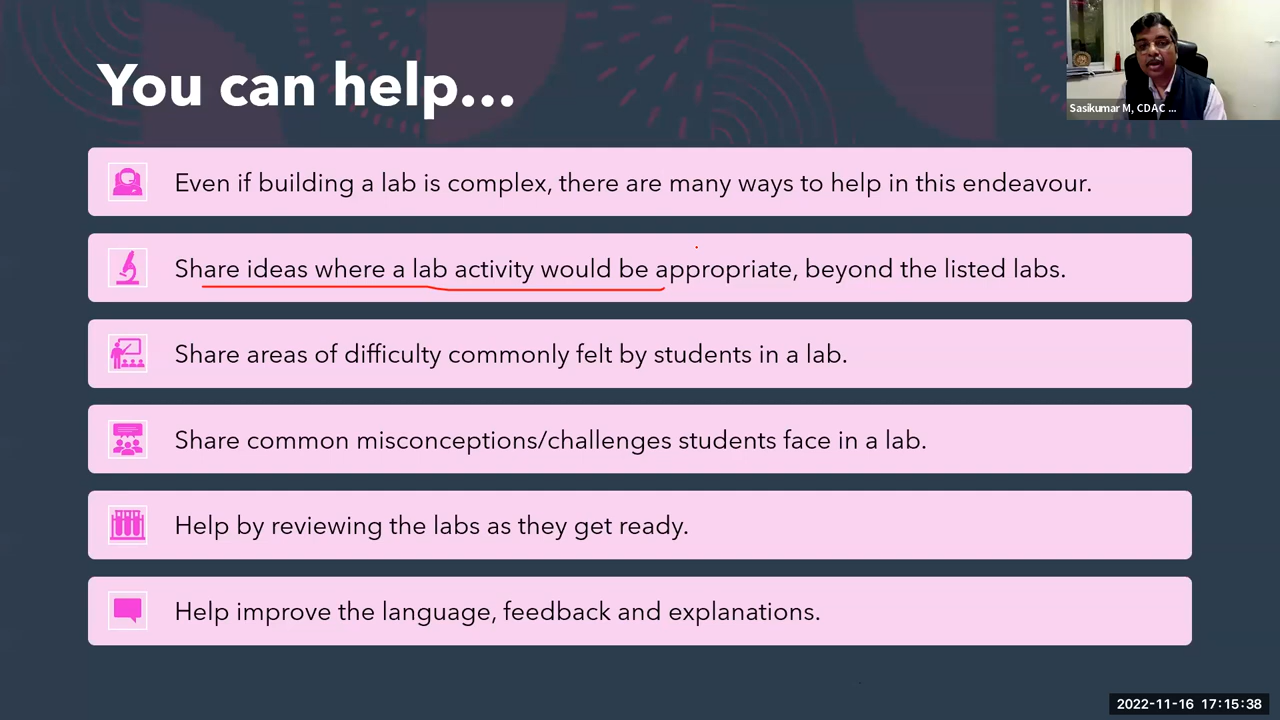 You can help...
Sasikumar M, CDAC ...
Even if building a lab is complex, there are many ways to help in this endeavour.
Share ideas where a lab activity would be appropriate, beyond the listed labs.
Share areas of difficulty commonly felt by students in a lab.
Share common misconceptions/challenges students face in a lab.
Help by reviewing the labs as they get ready.
Help improve the language, feedback and explanations.
2022-11-16 17:15:38